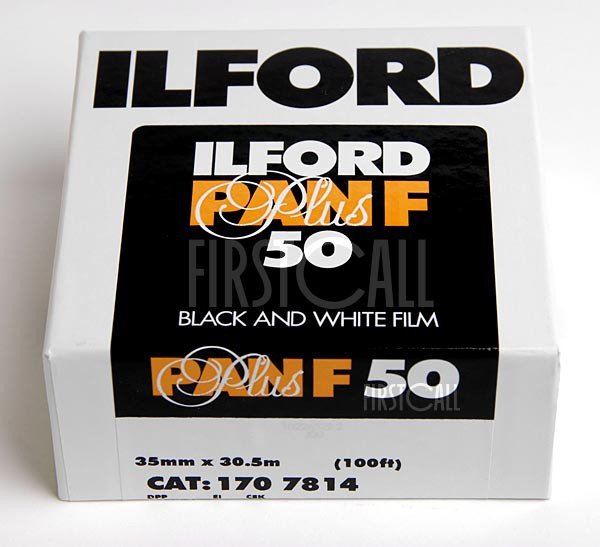 ILFORD
ILFORD
PAN F
Plus
50
FIRSTCALL
BLACK AND WHITE FILM
PAN F 50
Plus
FIRSTCALL
35mm x 30.5m (100ft)
CAT: 170 7814